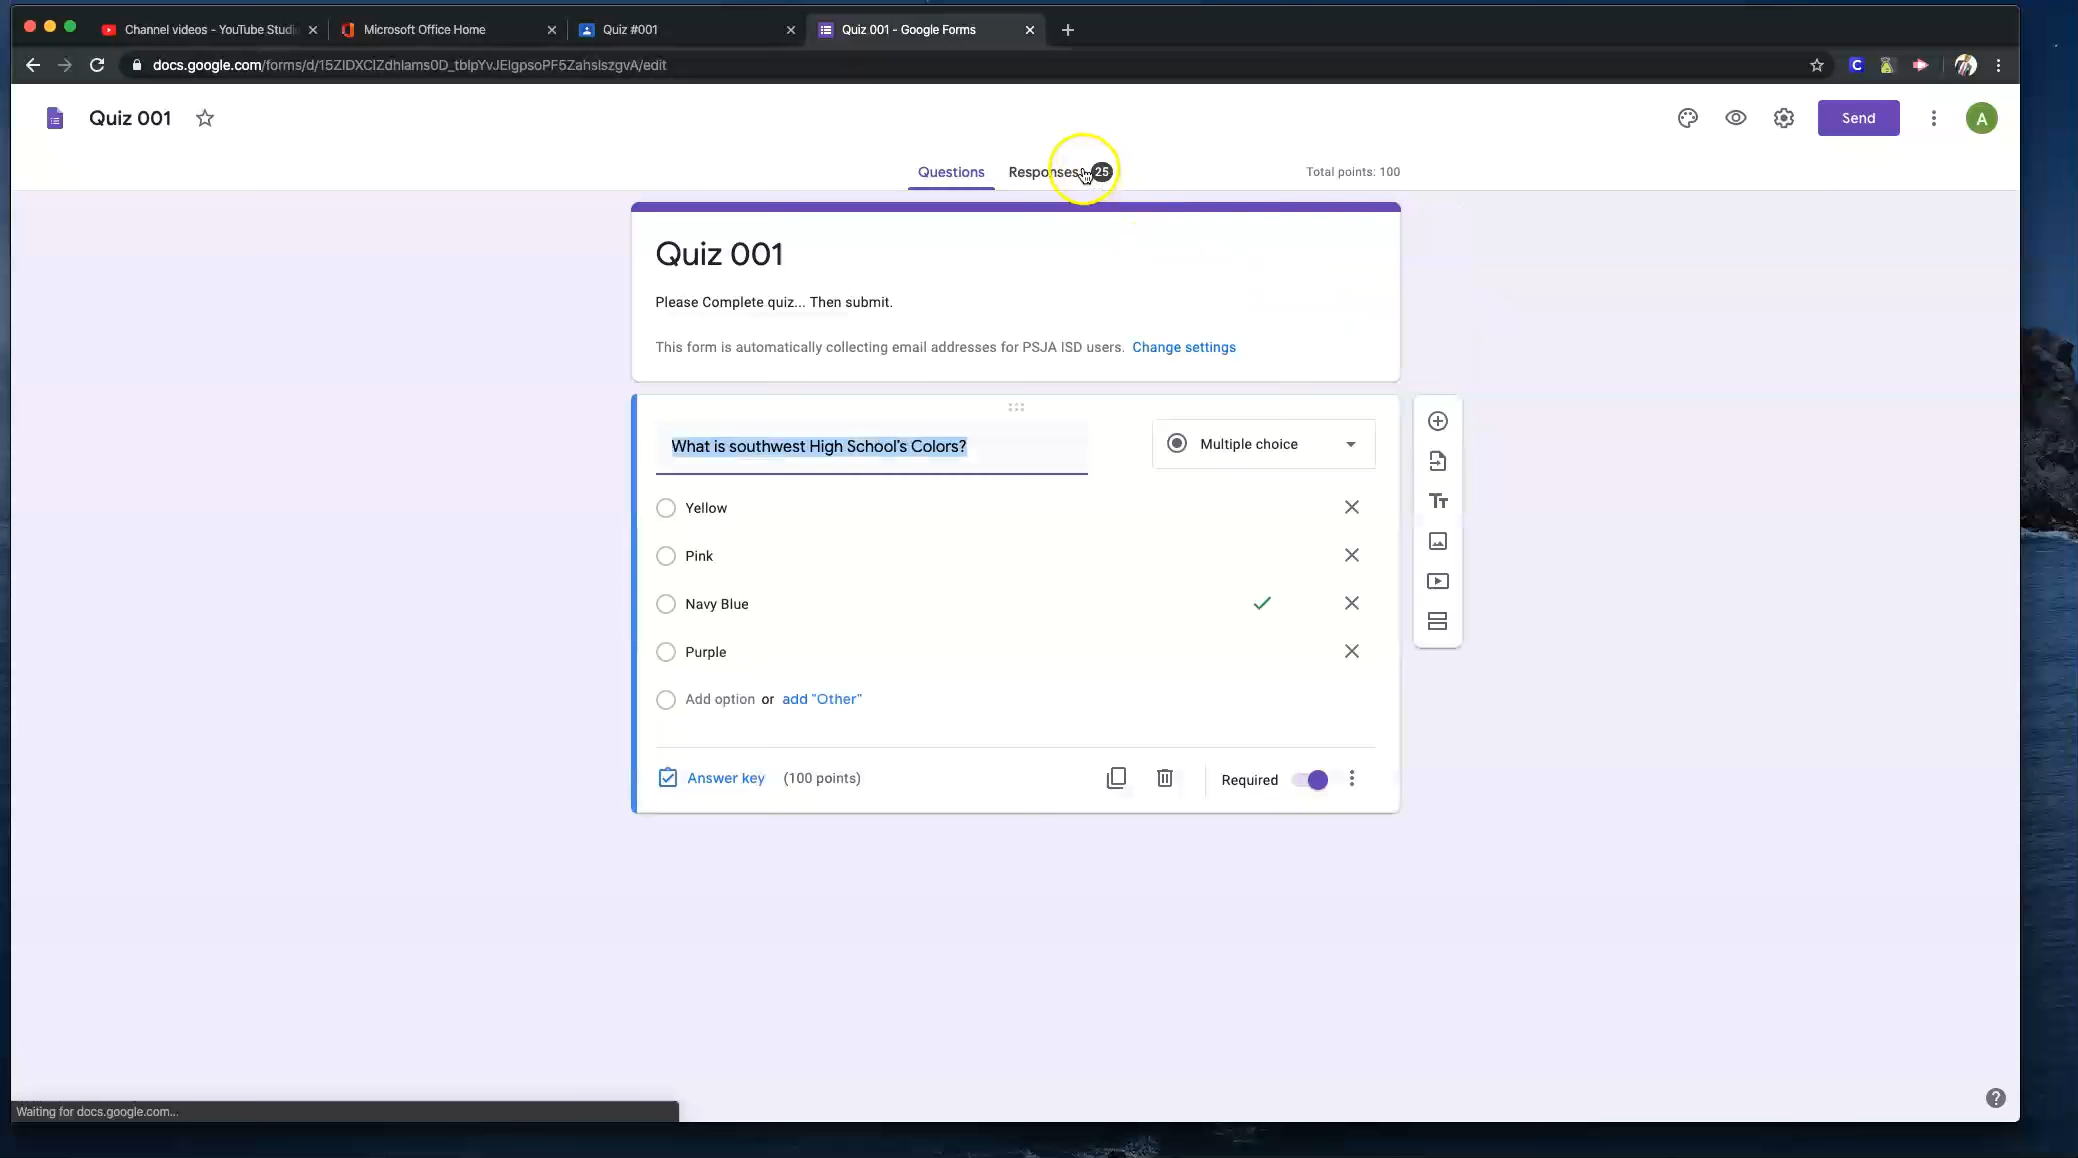 Channel videos - YouTube Studi
Microsoft Office Home
Quiz #001
Quiz 001 - Google Forms
docs.google.com/forms/d/15ZIDXCIZdhIams0D_tbIpYvJEIgpsoPF5ZahsIszgvA/edit
Quiz 001
Send
A
Questions
Responses
25
Total points: 100
Quiz 001
Please Complete quiz... Then submit.
This form is automatically collecting email addresses for PSJA ISD users. Change settings
What is southwest High School's Colors?
Multiple choice
Yellow
Pink
Navy Blue
Purple
Add option or add "Other"
Answer key (100 points)
Required
Waiting for docs.google.com...